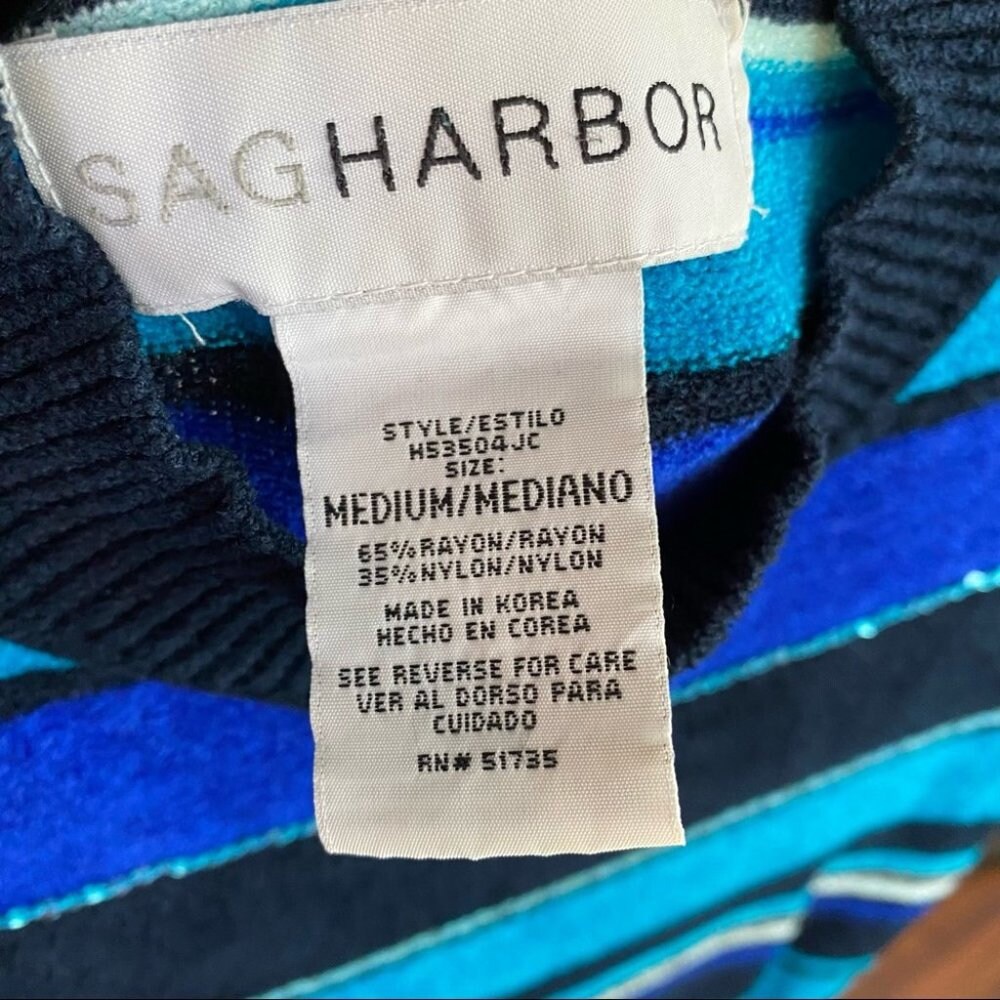 SAGHARBOR
STYLE/ESTILO
H53504JC
SIZE:
MEDIUM/MEDIANO
65%RAYON/RAYON
35%NYLON/NYLON
MADE IN KOREA
HECHO EN COREA
SEE REVERSE FOR CARE
VER AL DORSO PARA
CUIDADO
RN# 51735